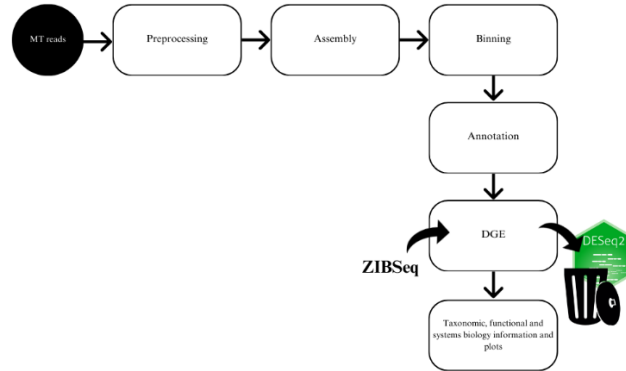 MT reads
Preprocessing
Assembly
Binning
Annotation
DGE
DESeq2
ZIBSeq
Taxonomic, functional and
systems biology information and
plots